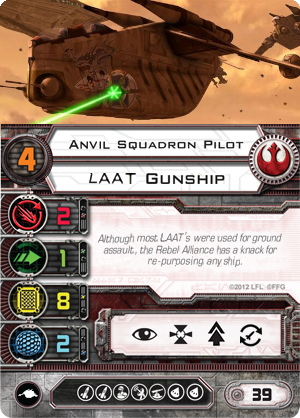 Anvil Squadron Pilot
4
LAAT Gunship
2
1
Although most LAAT's were used for ground
assault, the Rebel Alliance has a knack for
re-purposing any ship.
8
©2012 LFL ©FFG
2
39